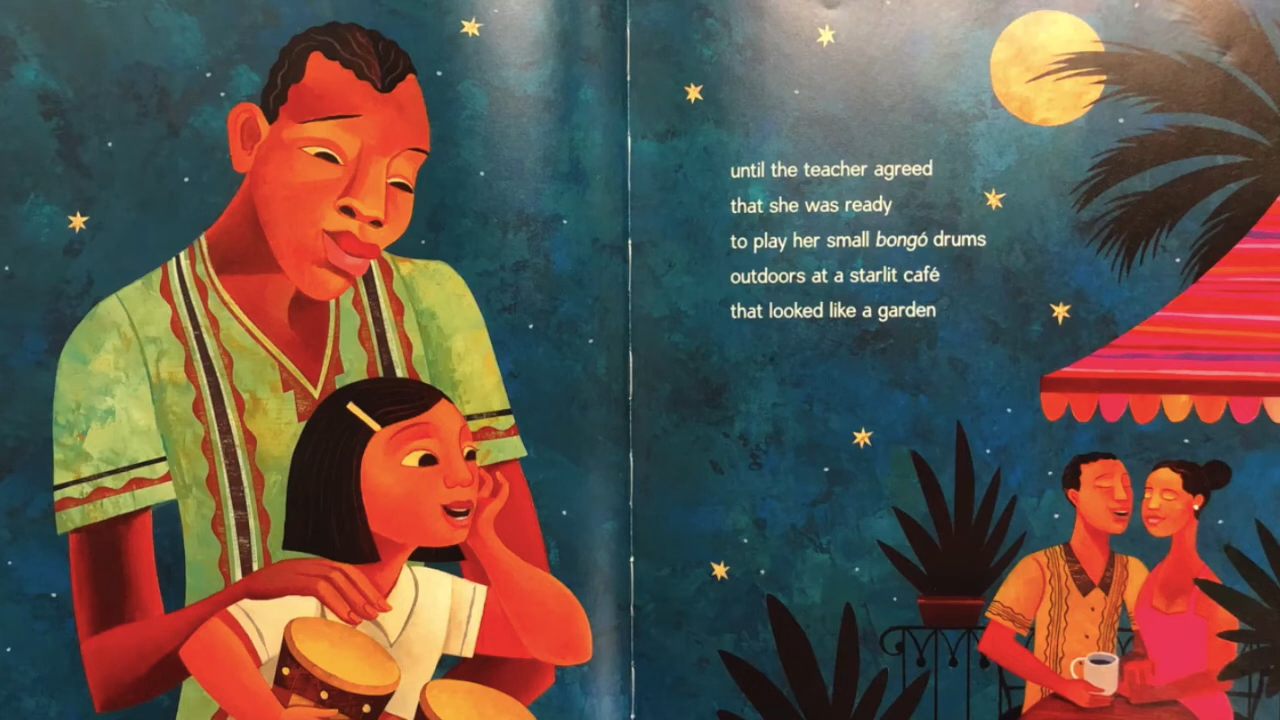 until the teacher agreed
that she was ready
to play her small bongó drums
outdoors at a starlit café
that looked like a garden